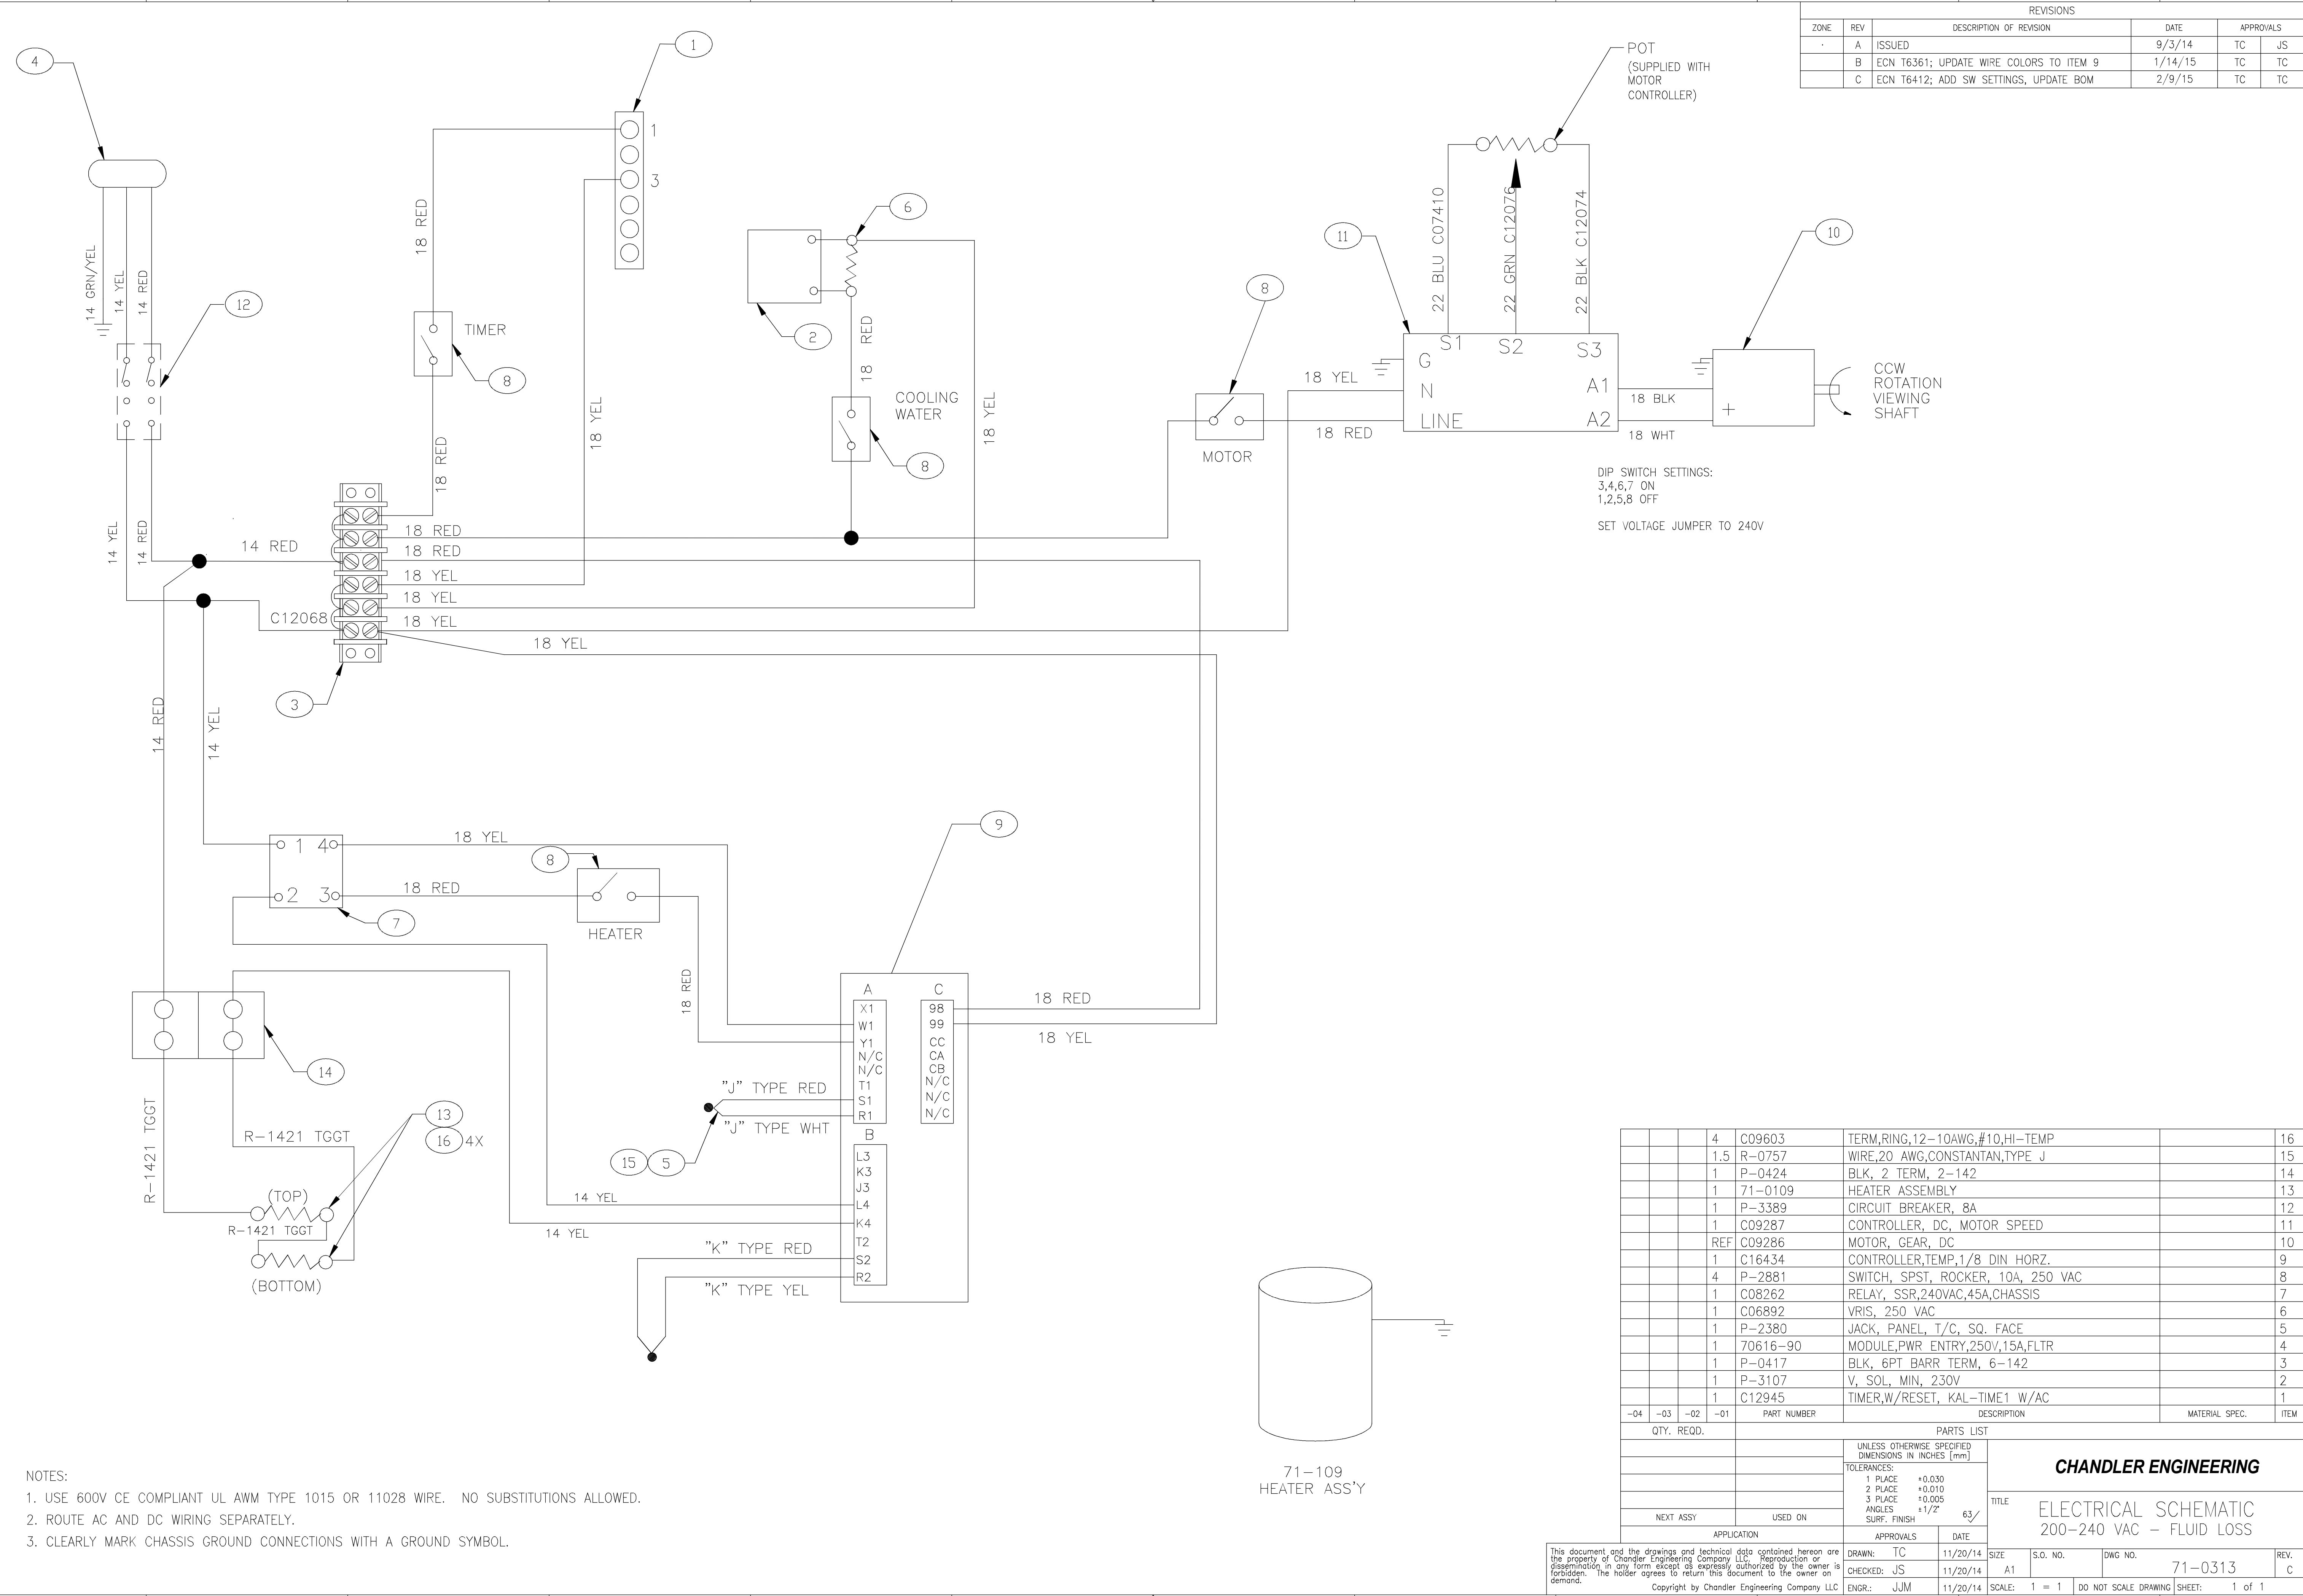 REVISIONS
ZONE REV DESCRIPTION OF REVISION DATE APPROVALS
A ISSUED 9/3/14 TC JS
B ECN T6361; UPDATE WIRE COLORS TO ITEM 9 1/14/15 TC TC
C ECN T6412; ADD SW SETTINGS, UPDATE BOM 2/9/15 TC TC
4
1
1
3
POT
(SUPPLIED WITH
MOTOR
CONTROLLER)
14 GRN/YEL
14 YEL
14 RED
12
18 RED
TIMER
8
18 RED
18 YEL
6
2
18 RED
COOLING
WATER
8
18 YEL
8
MOTOR
11
22 BLU C07410
22 GRN C12076
22 BLK C12074
S1 S2 S3
G
N
LINE
A1
A2
18 YEL
18 RED
18 BLK
18 WHT
10
+
CCW
ROTATION
VIEWING
SHAFT
DIP SWITCH SETTINGS:
3,4,6,7 ON
1,2,5,8 OFF
SET VOLTAGE JUMPER TO 240V
14 YEL
14 RED
14 RED
18 RED
18 RED
18 YEL
18 YEL
C12068
18 YEL
18 YEL
3
14 RED
14 YEL
1 4
2 3
7
18 YEL
18 RED
8
HEATER
18 RED
9
A C
X1 98
W1 99
Y1 CC
N/C CA
N/C CB
T1 N/C
S1 N/C
R1 N/C
B
L3
K3
J3
L4
K4
T2
S2
R2
18 RED
18 YEL
"J" TYPE RED
"J" TYPE WHT
15 5
14 YEL
14 YEL
"K" TYPE RED
"K" TYPE YEL
14
R-1421 TGGT
R-1421 TGGT
13
16 4X
(TOP)
R-1421 TGGT
(BOTTOM)
71-109
HEATER ASS'Y
NOTES:
1. USE 600V CE COMPLIANT UL AWM TYPE 1015 OR 11028 WIRE. NO SUBSTITUTIONS ALLOWED.
2. ROUTE AC AND DC WIRING SEPARATELY.
3. CLEARLY MARK CHASSIS GROUND CONNECTIONS WITH A GROUND SYMBOL.
4 C09603 TERM,RING,12-10AWG,#10,HI-TEMP 16
1.5 R-0757 WIRE,20 AWG,CONSTANTAN,TYPE J 15
1 P-0424 BLK, 2 TERM, 2-142 14
1 71-0109 HEATER ASSEMBLY 13
1 P-3389 CIRCUIT BREAKER, 8A 12
1 C09287 CONTROLLER, DC, MOTOR SPEED 11
REF C09286 MOTOR, GEAR, DC 10
1 C16434 CONTROLLER,TEMP,1/8 DIN HORZ. 9
4 P-2881 SWITCH, SPST, ROCKER, 10A, 250 VAC 8
1 C08262 RELAY, SSR,240VAC,45A,CHASSIS 7
1 C06892 VRIS, 250 VAC 6
1 P-2380 JACK, PANEL, T/C, SQ. FACE 5
1 70616-90 MODULE,PWR ENTRY,250V,15A,FLTR 4
1 P-0417 BLK, 6PT BARR TERM, 6-142 3
1 P-3107 V, SOL, MIN, 230V 2
1 C12945 TIMER,W/RESET, KAL-TIME1 W/AC 1
-04 -03 -02 -01 PART NUMBER DESCRIPTION MATERIAL SPEC. ITEM
QTY. REQD. PARTS LIST
UNLESS OTHERWISE SPECIFIED
DIMENSIONS IN INCHES [mm]
TOLERANCES:
1 PLACE ±0.030
2 PLACE ±0.010
3 PLACE ±0.005
ANGLES ±1/2°
SURF. FINISH 63/
CHANDLER ENGINEERING
TITLE
ELECTRICAL SCHEMATIC
200-240 VAC - FLUID LOSS
NEXT ASSY USED ON
APPLICATION
APPROVALS DATE
DRAWN: TC 11/20/14
CHECKED: JS 11/20/14
ENGR.: JJM 11/20/14
SIZE A1
S.O. NO.
DWG NO. 71-0313
REV. C
SCALE: 1 = 1 DO NOT SCALE DRAWING SHEET: 1 of 1
This document and the drawings and technical data contained hereon are
the property of Chandler Engineering Company LLC. Reproduction or
dissemination in any form except as expressly authorized by the owner is
forbidden. The holder agrees to return this document to the owner on
demand.
Copyright by Chandler Engineering Company LLC